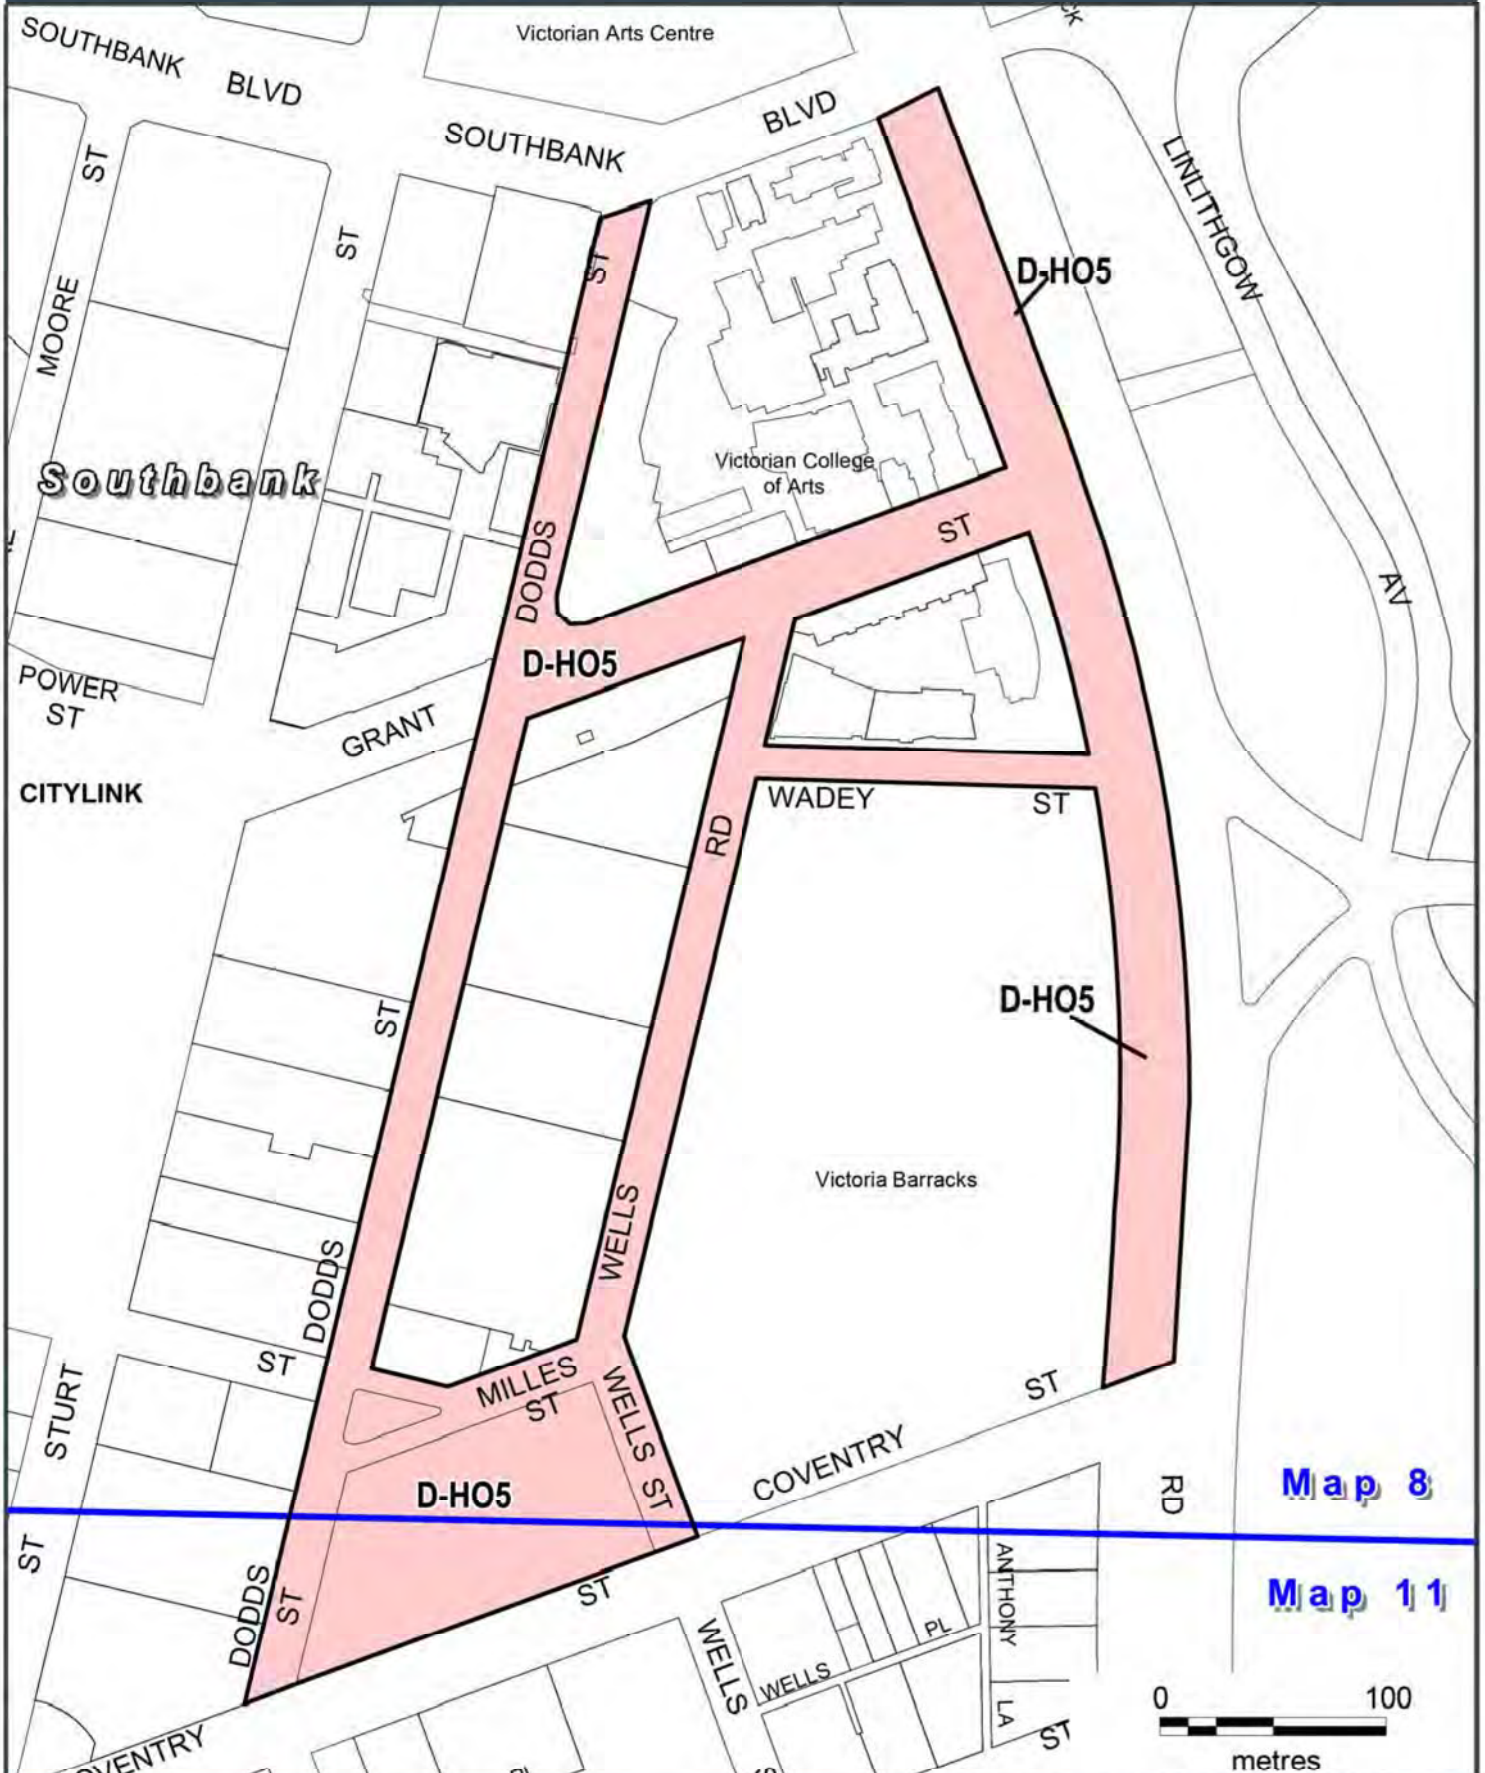 CK
Victorian Arts Centre
SOUTHBANK
BLVD
BLVD
SOUTHBANK
ST
LINLITHGOW
ST
ST
D-HO5
MOORE
Victorian College
of Arts
Southbank
ST
DODDS
AV
D-HO5
POWER
ST
GRANT
CITYLINK
WADEY
ST
RD
D-HO5
ST
Victoria Barracks
WELLS
DODDS
ST
MILLES
ST
ST
STURT
WELLS ST
COVENTRY
D-HO5
Map 8
RD
ST
ANTHONY
Map 11
DODDS
ST
ST
WELLS
PL
WELLS
LA
ST
0
100
metres
OVENTRY